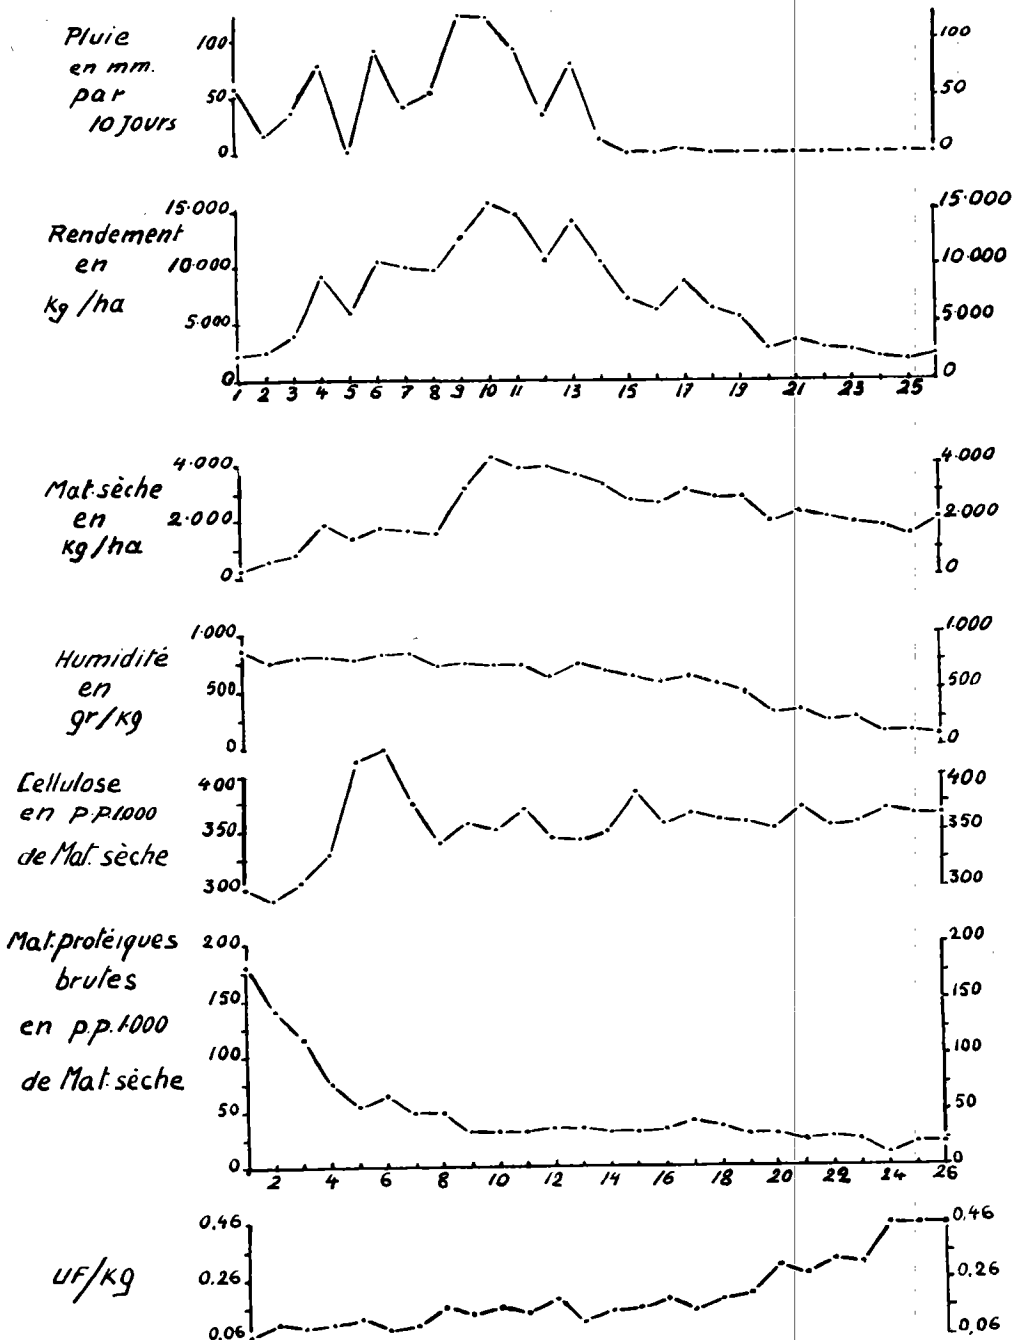 Pluie
en mm.
par
10 Jours
100
50
0
100
50
0
Rendement
en
kg/ha
15.000
10.000
5.000
0
15.000
10.000
5.000
0
1 2 3 4 5 6 7 8 9 10 11 13 15 17 19 21 23 25
Mat.sèche
en
kg/ha
4.000
2.000
0
4.000
2.000
0
Humidité
en
gr/kg
1.000
500
0
1.000
500
0
Cellulose
en p.p.1.000
de Mat. sèche
400
350
300
400
350
300
Mat.protéiques
brutes
en p.p.1.000
de Mat. sèche
200
150
100
50
0
200
150
100
50
0
2 4 6 8 10 12 14 16 18 20 22 24 26
UF/kg
0,46
0,26
0,06
0,46
0,26
0,06